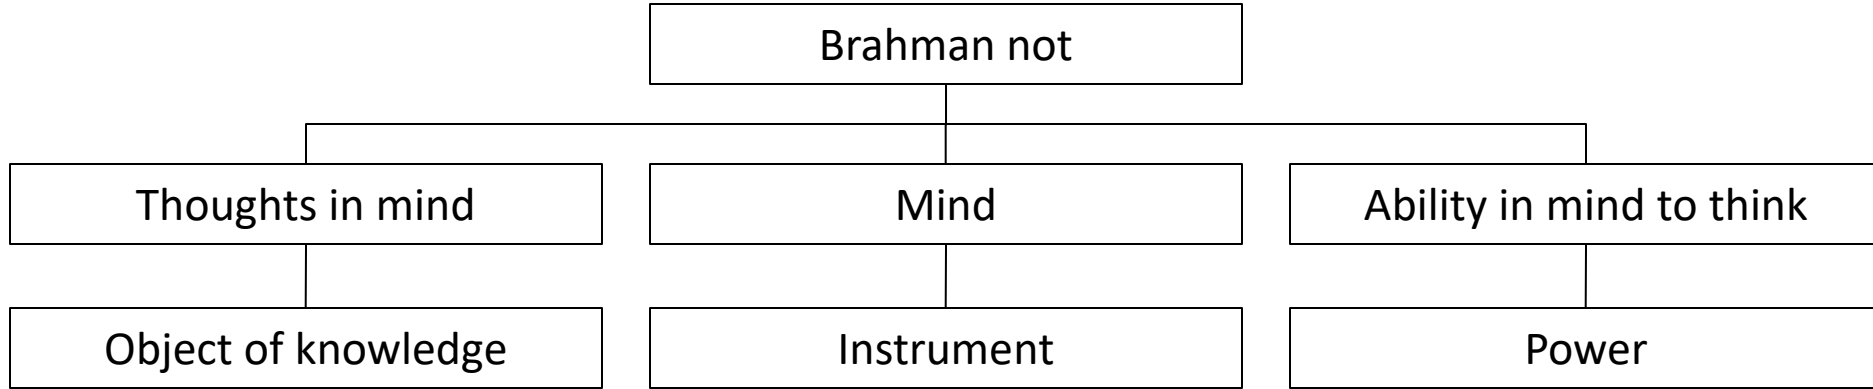 Brahman not
Thoughts in mind
Mind
Ability in mind to think
Object of knowledge
Instrument
Power